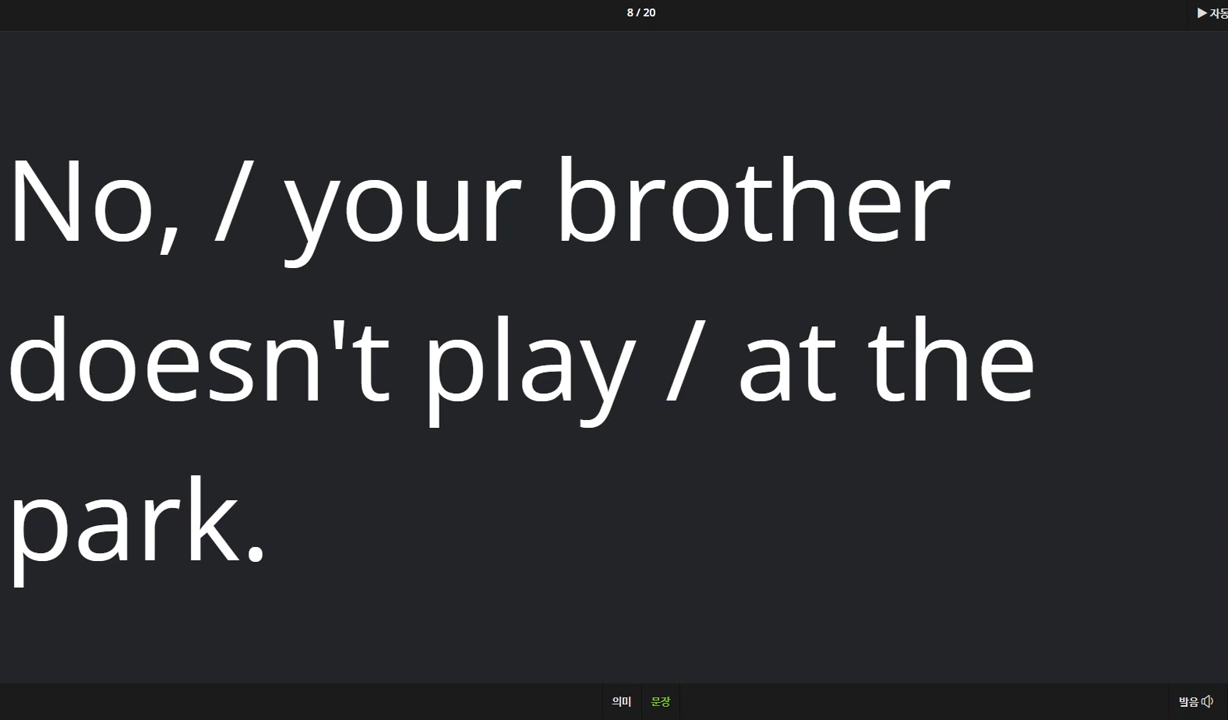 8 / 20
▶ 자동
No, / your brother
doesn't play / at the
park.
의미 문장
발음